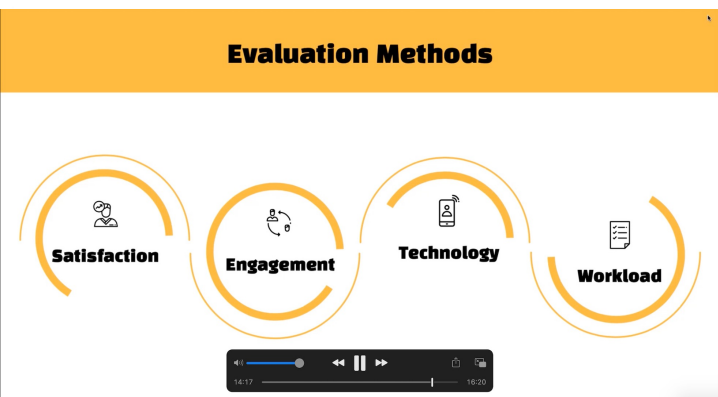 Evaluation Methods
Satisfaction
Engagement
Technology
Workload
14:17
16:20